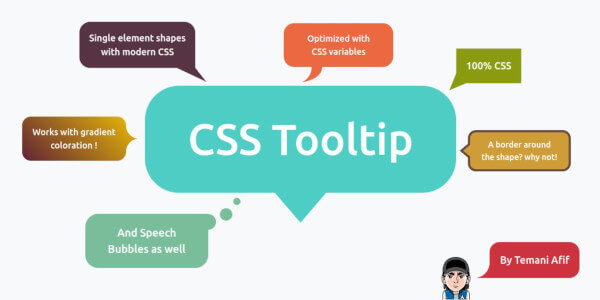 Single element shapes
with modern CSS
Optimized with
CSS variables
100% CSS
Works with gradient
coloration !
CSS Tooltip
A border around
the shape? why not!
And Speech
Bubbles as well
By Temani Afif